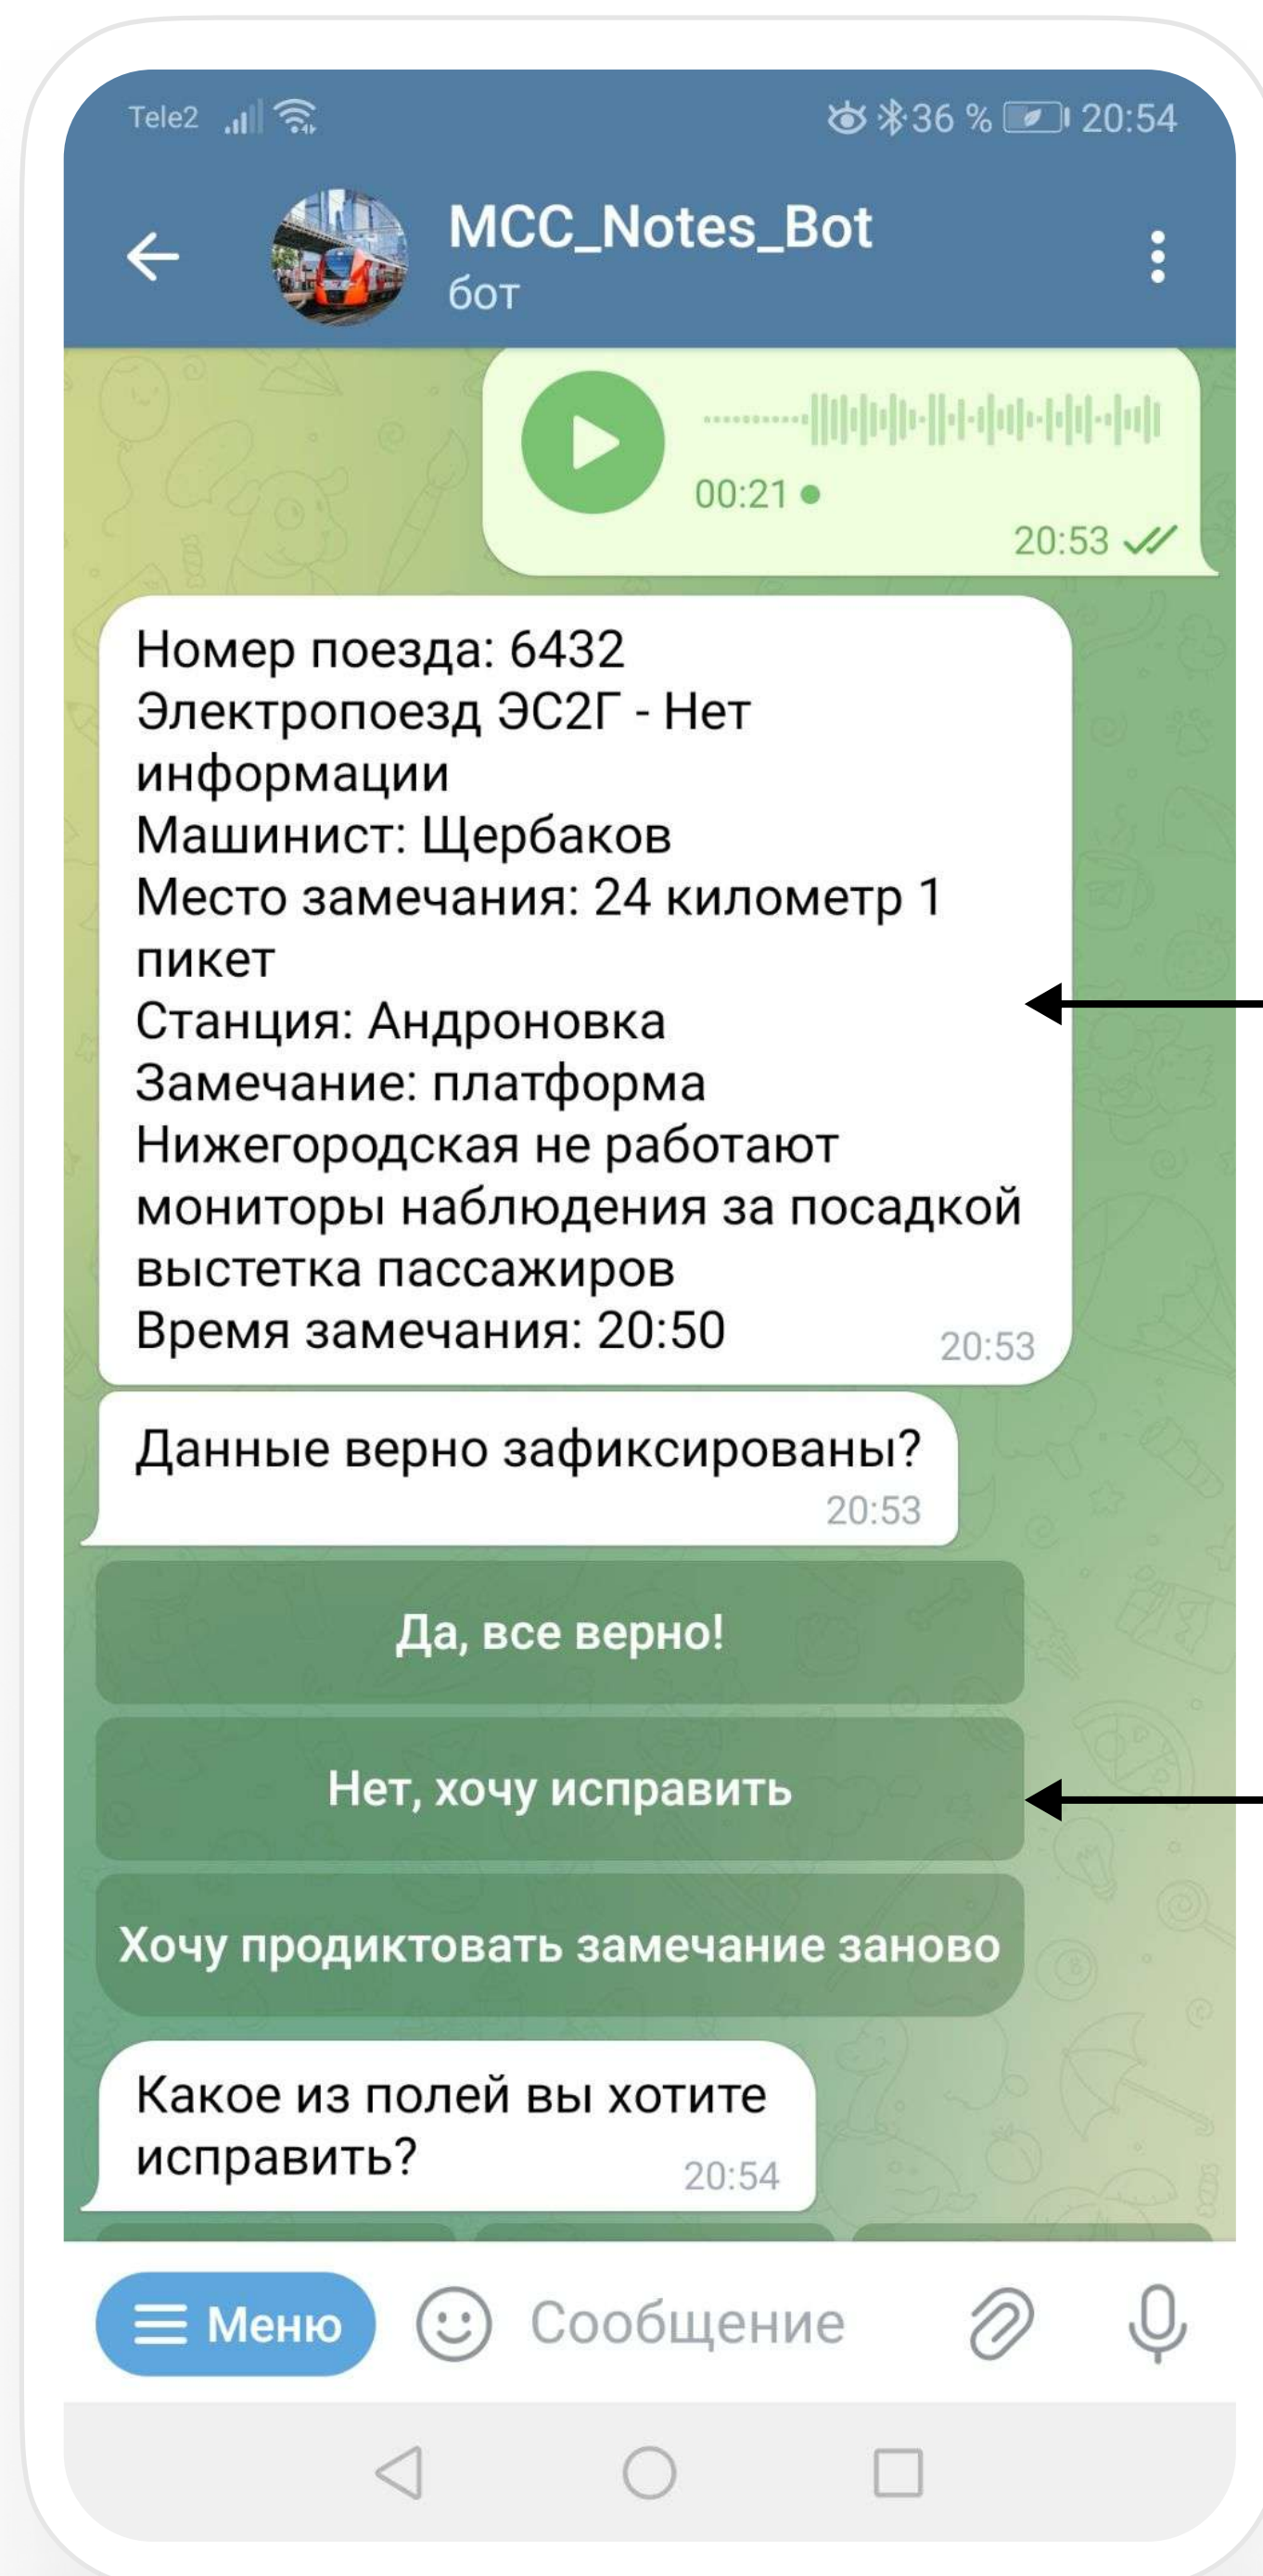 Tele2
36 % 20:54
MCC_Notes_Bot
бот
00:21
20:53
Номер поезда: 6432
Электропоезд ЭС2Г - Нет
информации
Машинист: Щербаков
Место замечания: 24 километр 1
пикет
Станция: Андроновка
Замечание: платформа
Нижегородская не работают
мониторы наблюдения за посадкой
выстетка пассажиров
Время замечания: 20:50
20:53
Данные верно зафиксированы?
20:53
Да, все верно!
Нет, хочу исправить
Хочу продиктовать замечание заново
Какое из полей вы хотите
исправить?
20:54
Меню
Сообщение